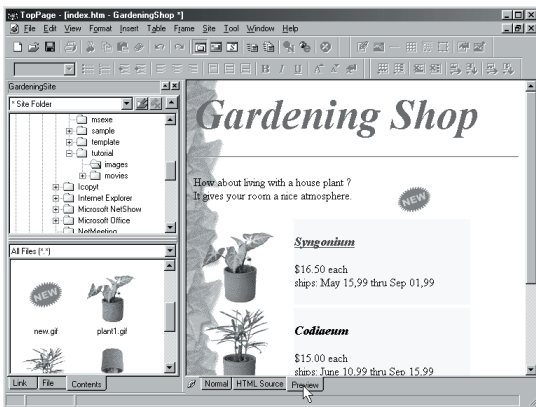 TopPage - [index.htm - GardeningShop *]
File Edit View Format Insert Table Frame Site Tool Window Help
B I U
GardeningSite
* Site Folder
msexe
sample
template
tutorial
images
movies
Icopyt
Internet Explorer
Microsoft NetShow
Microsoft Office
NetMeeting
All Files (*.*)
NEW
new.gif plant1.gif
Link File Contents
Gardening Shop
How about living with a house plant ?
It gives your room a nice atmosphere.
NEW
Syngonium
$16.50 each
ships: May 15,99 thru Sep 01,99
Codiaeum
$15.00 each
ships: June 10.99 thru Sep 15.99
Normal HTML Source Preview